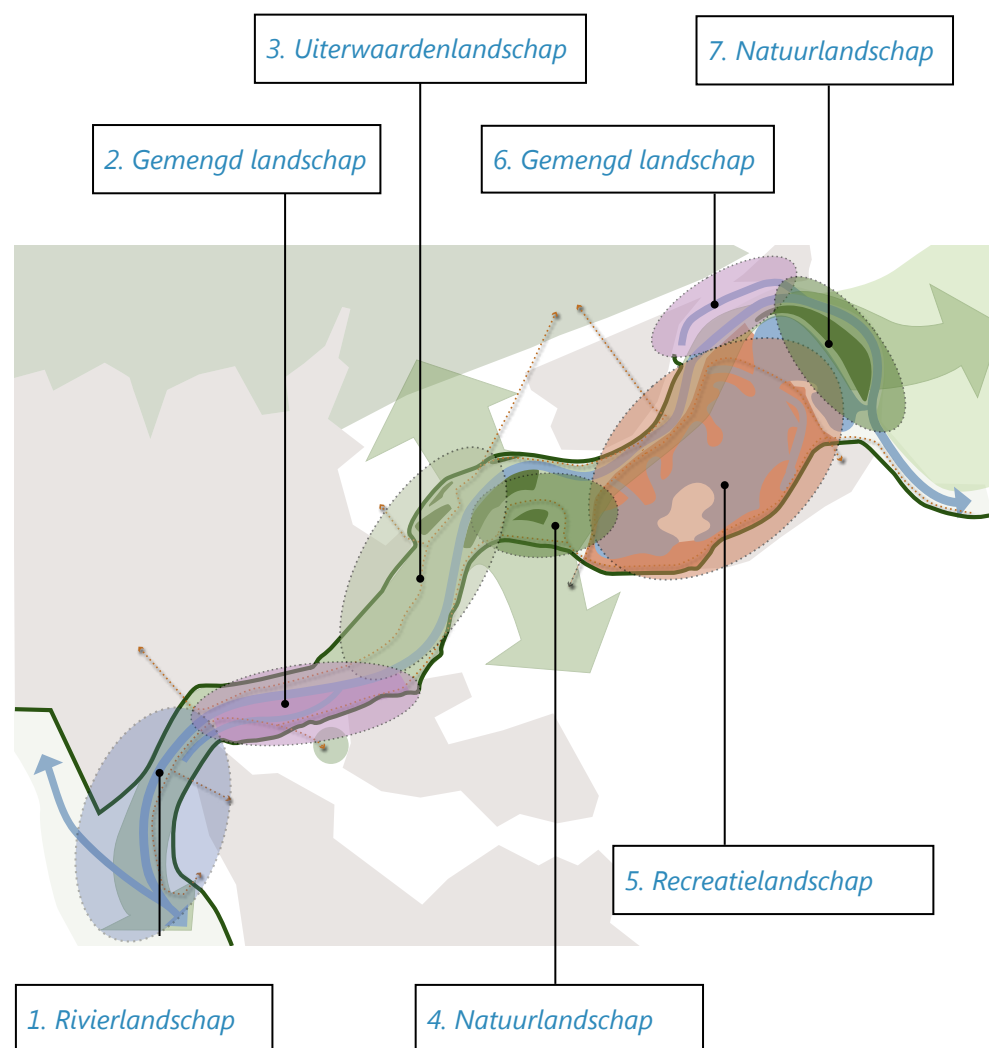 3. Uiterwaardenlandschap
7. Natuurlandschap
2. Gemengd landschap
6. Gemengd landschap
5. Recreatielandschap
1. Rivierlandschap
4. Natuurlandschap